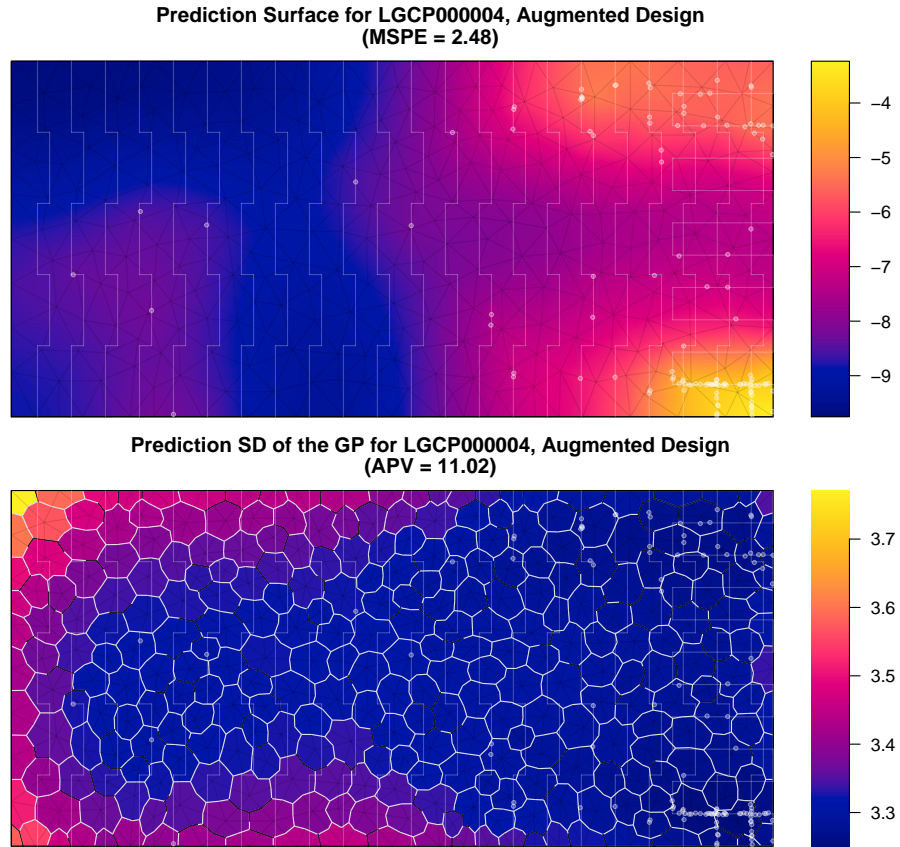 Prediction Surface for LGCP000004, Augmented Design
(MSPE = 2.48)
−4
−5
−6
−7
−8
−9
Prediction SD of the GP for LGCP000004, Augmented Design
(APV = 11.02)
3.7
3.6
3.5
3.4
3.3